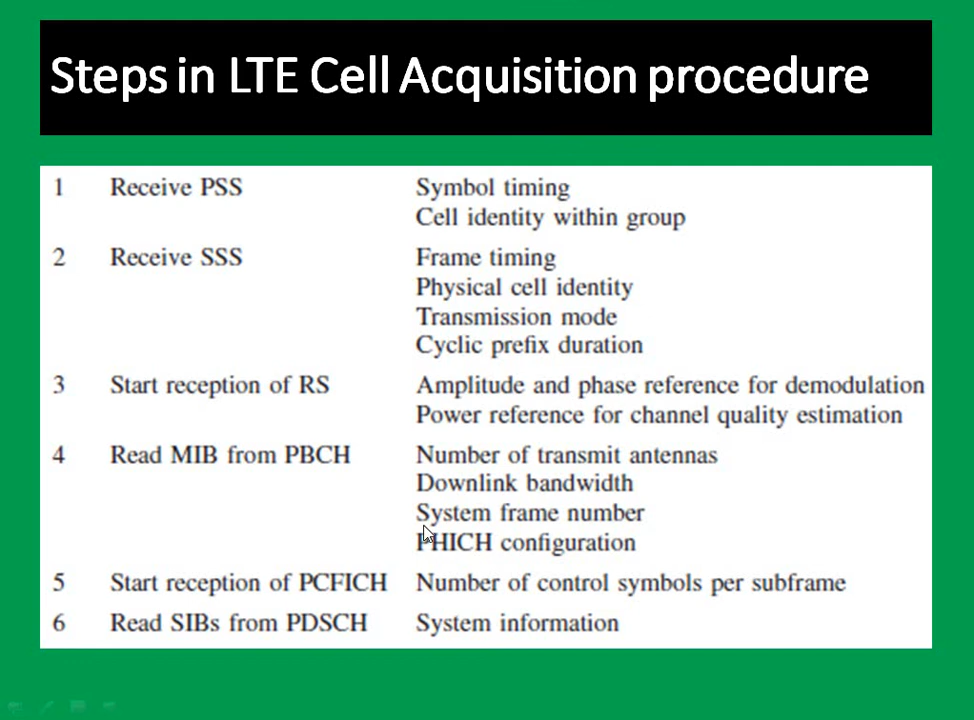 Steps in LTE Cell Acquisition procedure
1 Receive PSS Symbol timing
Cell identity within group
2 Receive SSS Frame timing
Physical cell identity
Transmission mode
Cyclic prefix duration
3 Start reception of RS Amplitude and phase reference for demodulation
Power reference for channel quality estimation
4 Read MIB from PBCH Number of transmit antennas
Downlink bandwidth
System frame number
PHICH configuration
5 Start reception of PCFICH Number of control symbols per subframe
6 Read SIBs from PDSCH System information